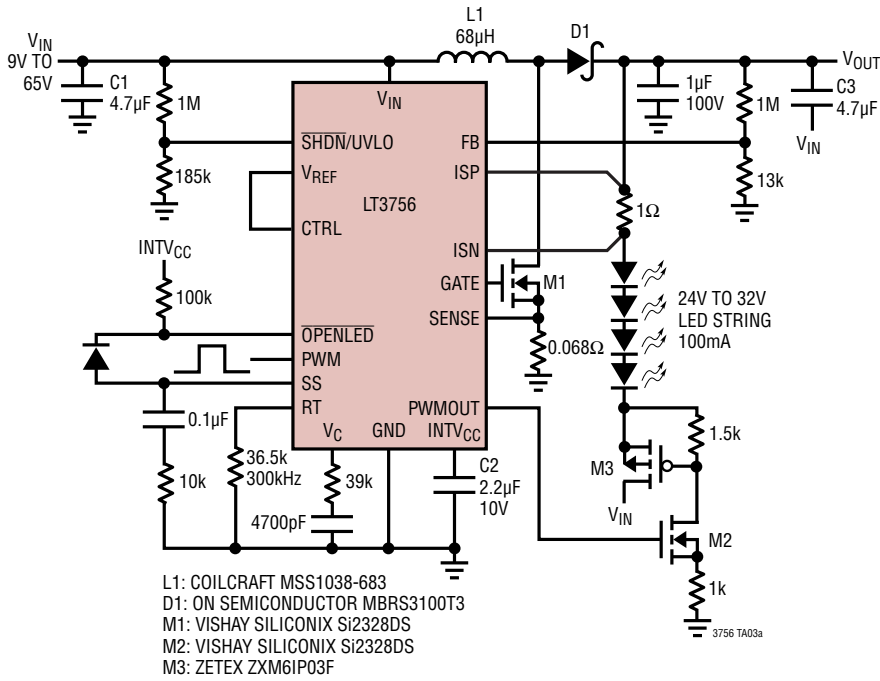 VIN
9V TO
65V
C1
4.7µF
1M
185k
L1
68µH
D1
VOUT
1µF
100V
1M
C3
4.7µF
VIN
13k
VIN
SHDN/UVLO
VREF
LT3756
CTRL
FB
ISP
ISN
GATE
SENSE
1Ω
M1
0.068Ω
24V TO 32V
LED STRING
100mA
INTVCC
100k
OPENLED
PWM
SS
RT
VC
GND
PWMOUT
INTVCC
0.1µF
10k
36.5k
300kHz
39k
4700pF
C2
2.2µF
10V
1.5k
M3
VIN
M2
1k
L1: COILCRAFT MSS1038-683
D1: ON SEMICONDUCTOR MBRS3100T3
M1: VISHAY SILICONIX Si2328DS
M2: VISHAY SILICONIX Si2328DS
M3: ZETEX ZXM6IP03F
3756 TA03a